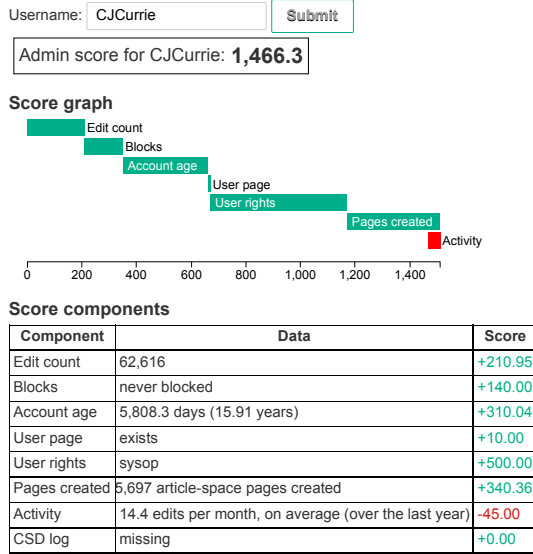 Username: CJCurrie Submit
Admin score for CJCurrie: 1,466.3
Score graph
Edit count
Blocks
Account age
User page
User rights
Pages created
Activity
0 200 400 600 800 1,000 1,200 1,400
Score components
Component Data Score
Edit count 62,616 +210.95
Blocks never blocked +140.00
Account age 5,808.3 days (15.91 years) +310.04
User page exists +10.00
User rights sysop +500.00
Pages created 5,697 article-space pages created +340.36
Activity 14.4 edits per month, on average (over the last year) -45.00
CSD log missing +0.00